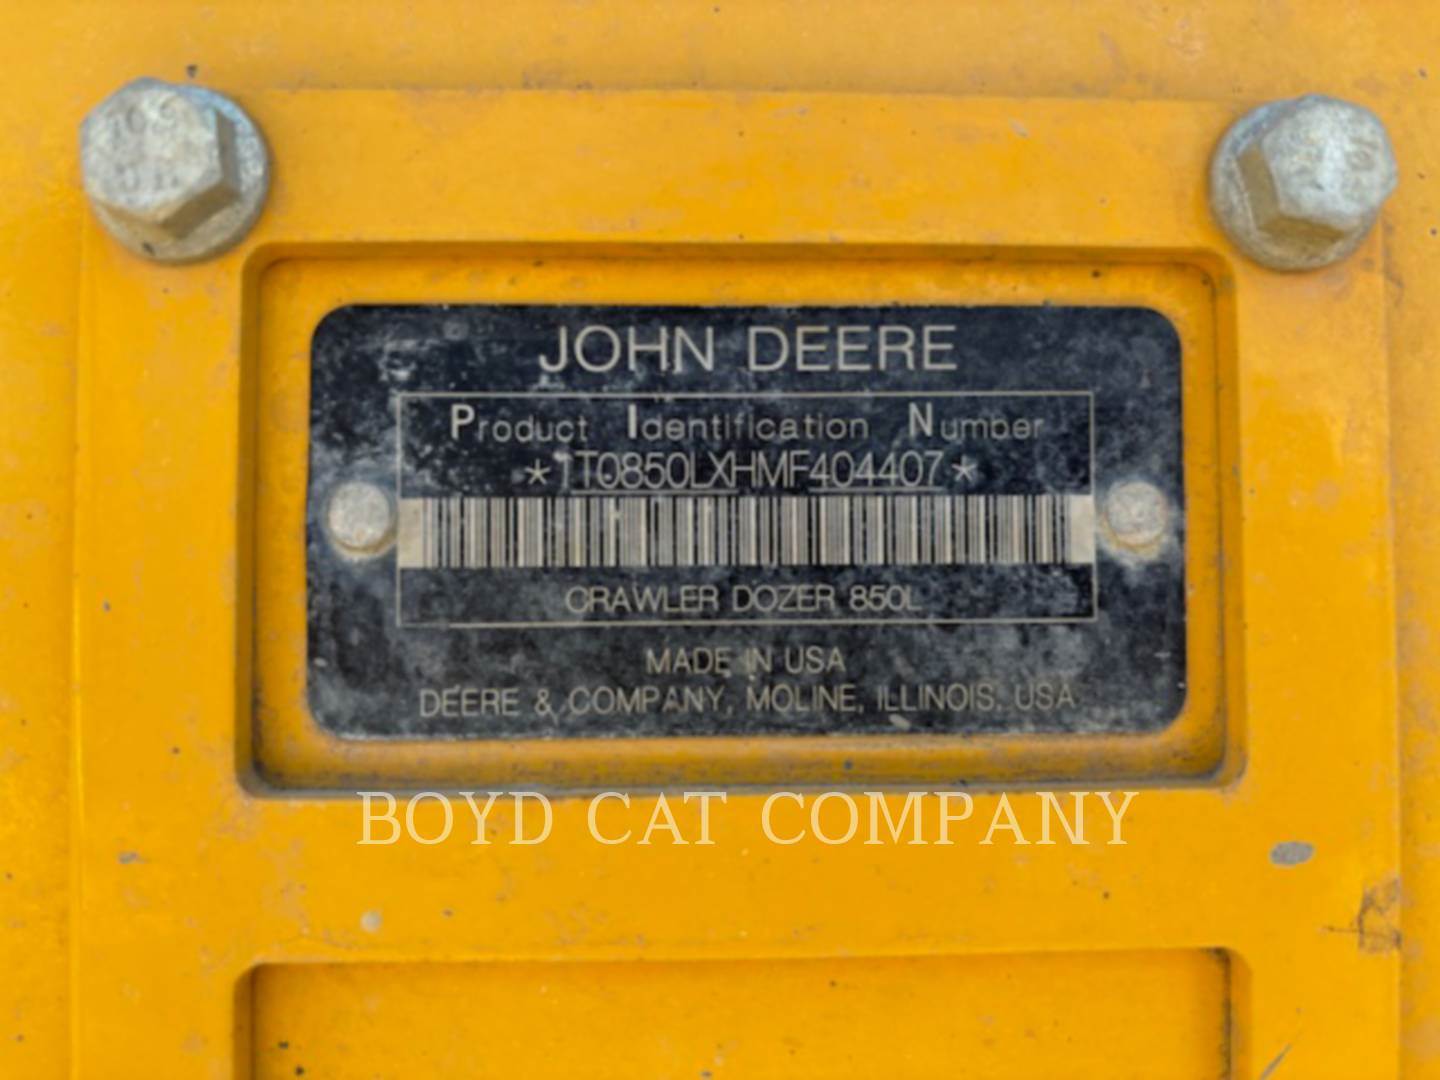 JOHN DEERE
Product Identification Number
*1T0850LXHMF404407*
CRAWLER DOZER 850L
MADE IN USA
DEERE & COMPANY, MOLINE, ILLINOIS, USA
BOYD CAT COMPANY